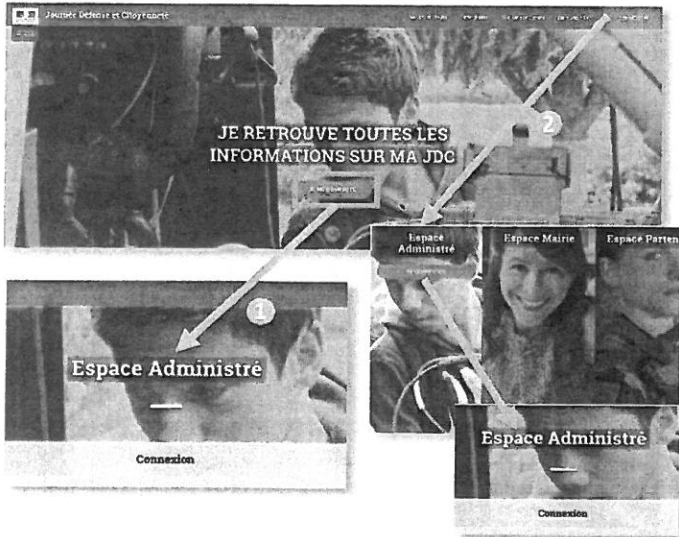 Journée Défense et Citoyenneté
JE RETROUVE TOUTES LES
INFORMATIONS SUR MA JDC
2
Espace
Administré
Espace Mairie
Espace Parten
1
Espace Administré
Connexion
Espace Administré
Connexion